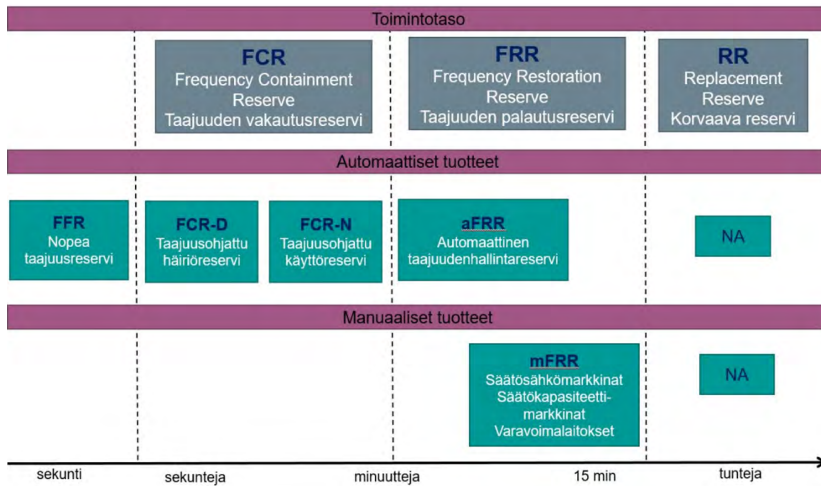 Toimintotaso
FCR
Frequency Containment
Reserve
Taajuuden vakautusreservi
FRR
Frequency Restoration
Reserve
Taajuuden palautusreservi
RR
Replacement
Reserve
Korvaava reservi
Automaattiset tuotteet
FFR
Nopea
taajuusreservi
FCR-D
Taajuusohjattu
häiriöreservi
FCR-N
Taajuusohjattu
käyttöreservi
aFRR
Automaattinen
taajuudenhallintareservi
NA
Manuaaliset tuotteet
mFRR
Säätösähkömarkkinat
Säätökapasiteetti-
markkinat
Varavoimalaitokset
NA
sekunti
sekunteja
minuutteja
15 min
tunteja